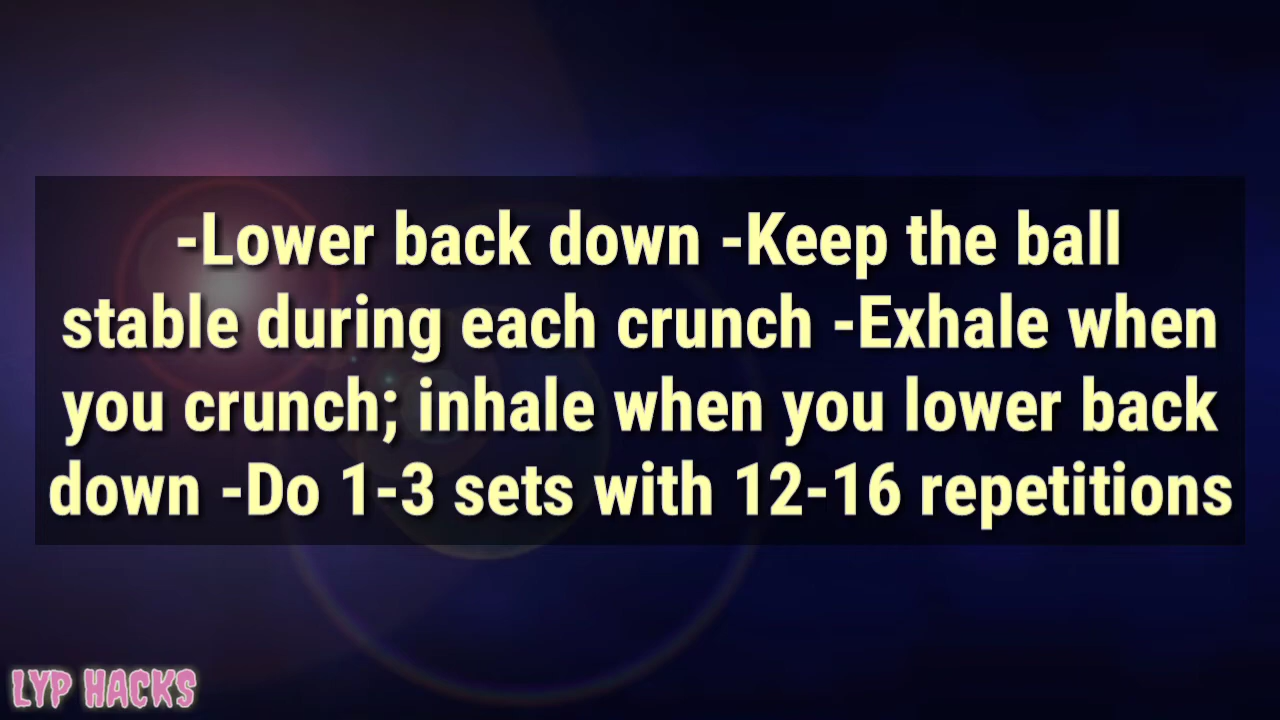 -Lower back down -Keep the ball
stable during each crunch -Exhale when
you crunch; inhale when you lower back
down -Do 1-3 sets with 12-16 repetitions
LYP HACKS